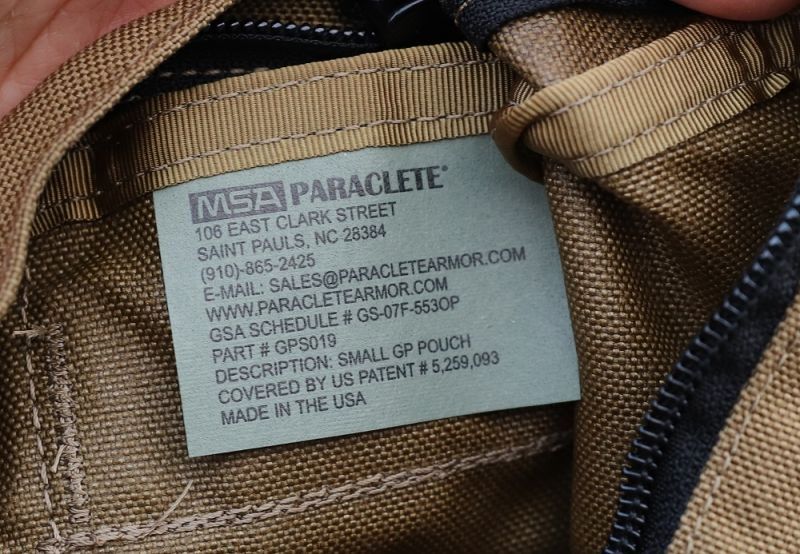 MSA PARACLETE®
106 EAST CLARK STREET
SAINT PAULS, NC 28384
(910)-865-2425
E-MAIL: SALES@PARACLETEARMOR.COM
WWW.PARACLETEARMOR.COM
GSA SCHEDULE # GS-07F-553OP
PART # GPS019
DESCRIPTION: SMALL GP POUCH
COVERED BY US PATENT # 5,259,093
MADE IN THE USA